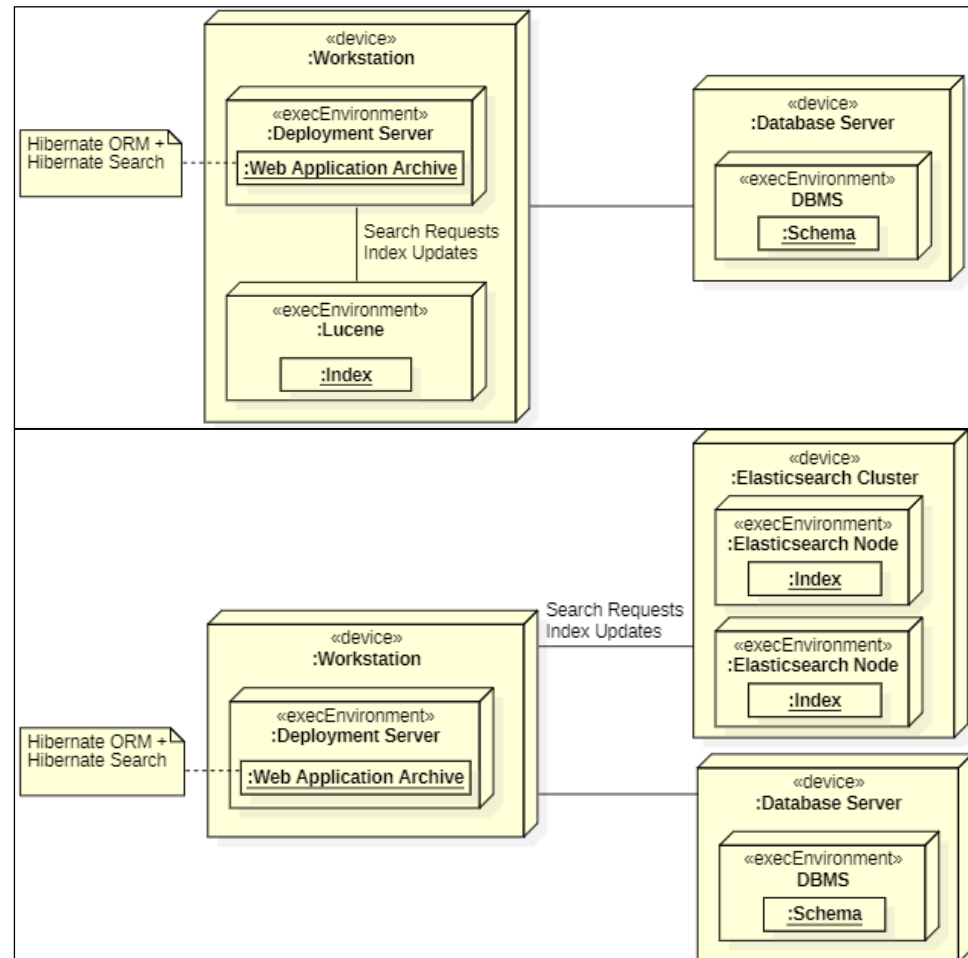 «device»
:Workstation
«execEnvironment»
:Deployment Server
:Web Application Archive
Hibernate ORM +
Hibernate Search
Search Requests
Index Updates
«execEnvironment»
:Lucene
:Index
«device»
:Database Server
«execEnvironment»
DBMS
:Schema
«device»
:Elasticsearch Cluster
«execEnvironment»
:Elasticsearch Node
:Index
«execEnvironment»
:Elasticsearch Node
:Index
Search Requests
Index Updates
«device»
:Workstation
«execEnvironment»
:Deployment Server
:Web Application Archive
Hibernate ORM +
Hibernate Search
«device»
:Database Server
«execEnvironment»
DBMS
:Schema